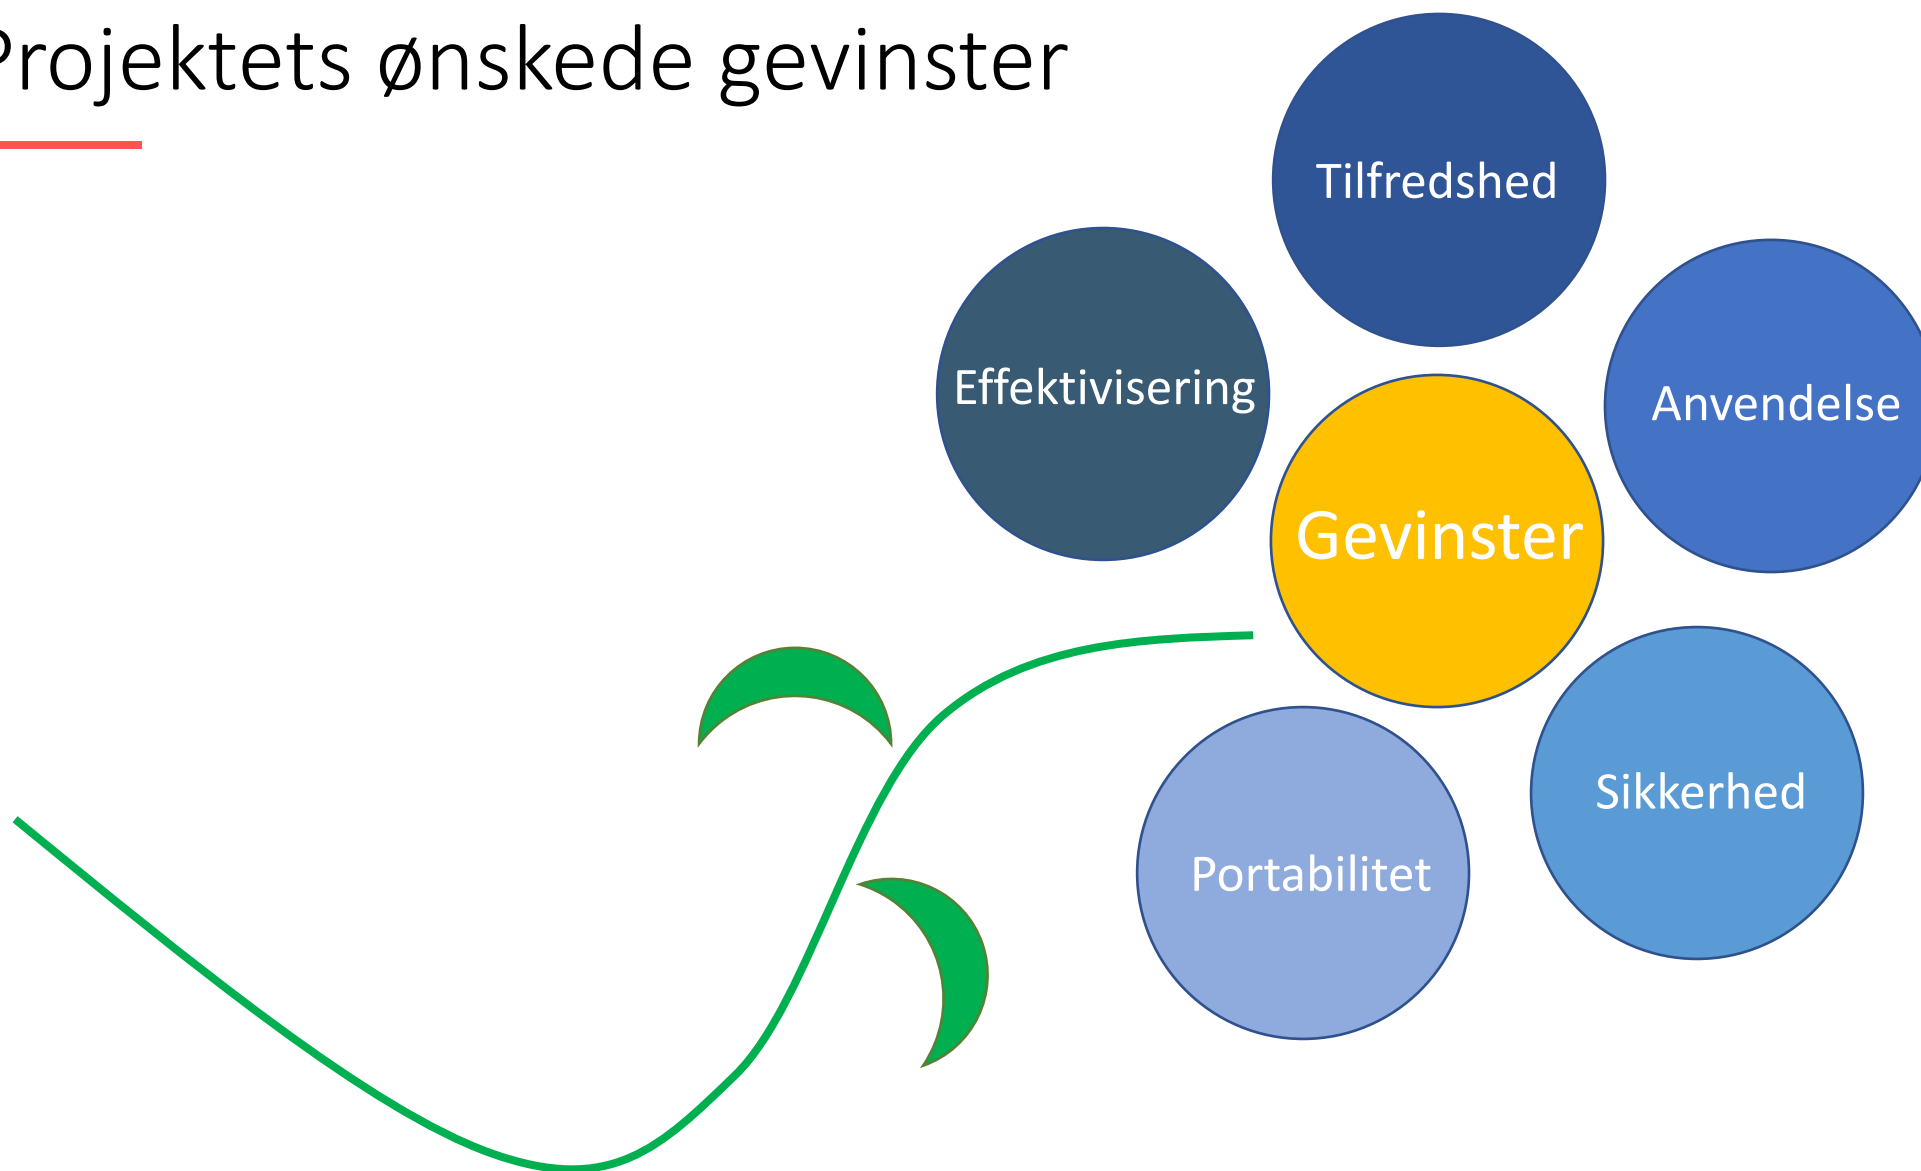 Projektets ønskede gevinster
Tilfredshed
Effektivisering
Anvendelse
Gevinster
Sikkerhed
Portabilitet